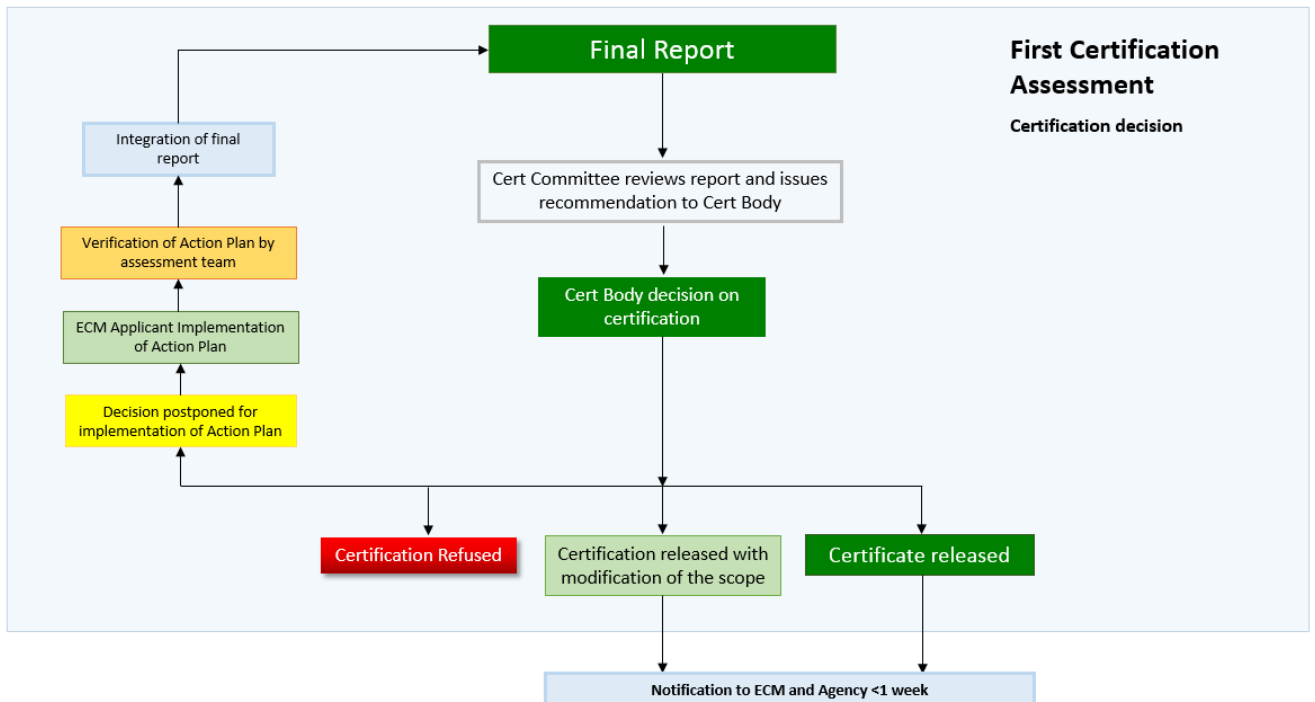 Final Report
First Certification
Assessment
Certification decision
Integration of final
report
Cert Committee reviews report and issues
recommendation to Cert Body
Verification of Action Plan by
assessment team
Cert Body decision on
certification
ECM Applicant Implementation
of Action Plan
Decision postponed for
implementation of Action Plan
Certification Refused
Certification released with
modification of the scope
Certificate released
Notification to ECM and Agency <1 week